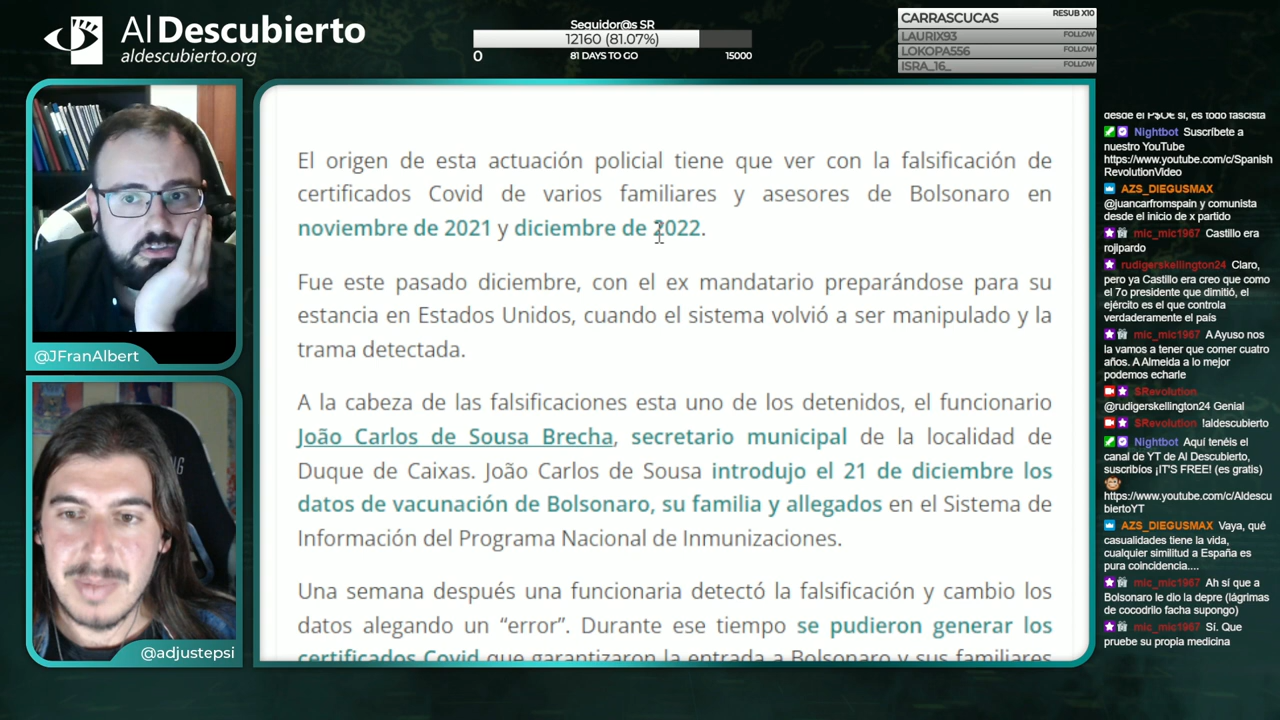 Al Descubierto
aldescubierto.org
Seguidor@s SR
12160 (81.07%)
0
81 DAYS TO GO
15000
CARRASCUCAS
RESUB X10
LAURIX93
FOLLOW
LOKOPA556
FOLLOW
ISRA_16_
FOLLOW
@JFranAlbert
@adjustepsi
El origen de esta actuación policial tiene que ver con la falsificación de
certificados Covid de varios familiares y asesores de Bolsonaro en
noviembre de 2021 y diciembre de 2022.
Fue este pasado diciembre, con el ex mandatario preparándose para su
estancia en Estados Unidos, cuando el sistema volvió a ser manipulado y la
trama detectada.
A la cabeza de las falsificaciones esta uno de los detenidos, el funcionario
João Carlos de Sousa Brecha, secretario municipal de la localidad de
Duque de Caixas. João Carlos de Sousa introdujo el 21 de diciembre los
datos de vacunación de Bolsonaro, su familia y allegados en el Sistema de
Información del Programa Nacional de Inmunizaciones.
Una semana después una funcionaria detectó la falsificación y cambio los
datos alegando un “error”. Durante ese tiempo se pudieron generar los
certificados Covid que garantizaron la entrada a Bolsonaro y sus familiares
desde el P$OE si, es todo fascista
Nightbot Suscríbete a
nuestro YouTube
https://www.youtube.com/c/Spanish
RevolutionVideo
AZS_DIEGUSMAX
@juancarfromspain y comunista
desde el inicio de x partido
mic_mic1967 Castillo era
rojipardo
rudigerskellington24 Claro,
pero ya Castillo era creo que como
el 7o presidente que dimitió, el
ejército es el que controla
verdaderamente el país
mic_mic1967 A Ayuso nos
la vamos a tener que comer cuatro
años. A Almeida a lo mejor
podemos echarle
SRevolution
@rudigerskellington24 Genial
SRevolution !aldescubierto
Nightbot Aquí tenéis el
canal de YT de Al Descubierto,
suscribíos ¡IT'S FREE! (es gratis)
https://www.youtube.com/c/Aldescu
biertoYT
AZS_DIEGUSMAX Vaya, qué
casualidades tiene la vida,
cualquier similitud a España es
pura coincidencia....
mic_mic1967 Ah sí que a
Bolsonaro le dio la depre (lágrimas
de cocodrilo facha supongo)
mic_mic1967 Sí. Que
pruebe su propia medicina